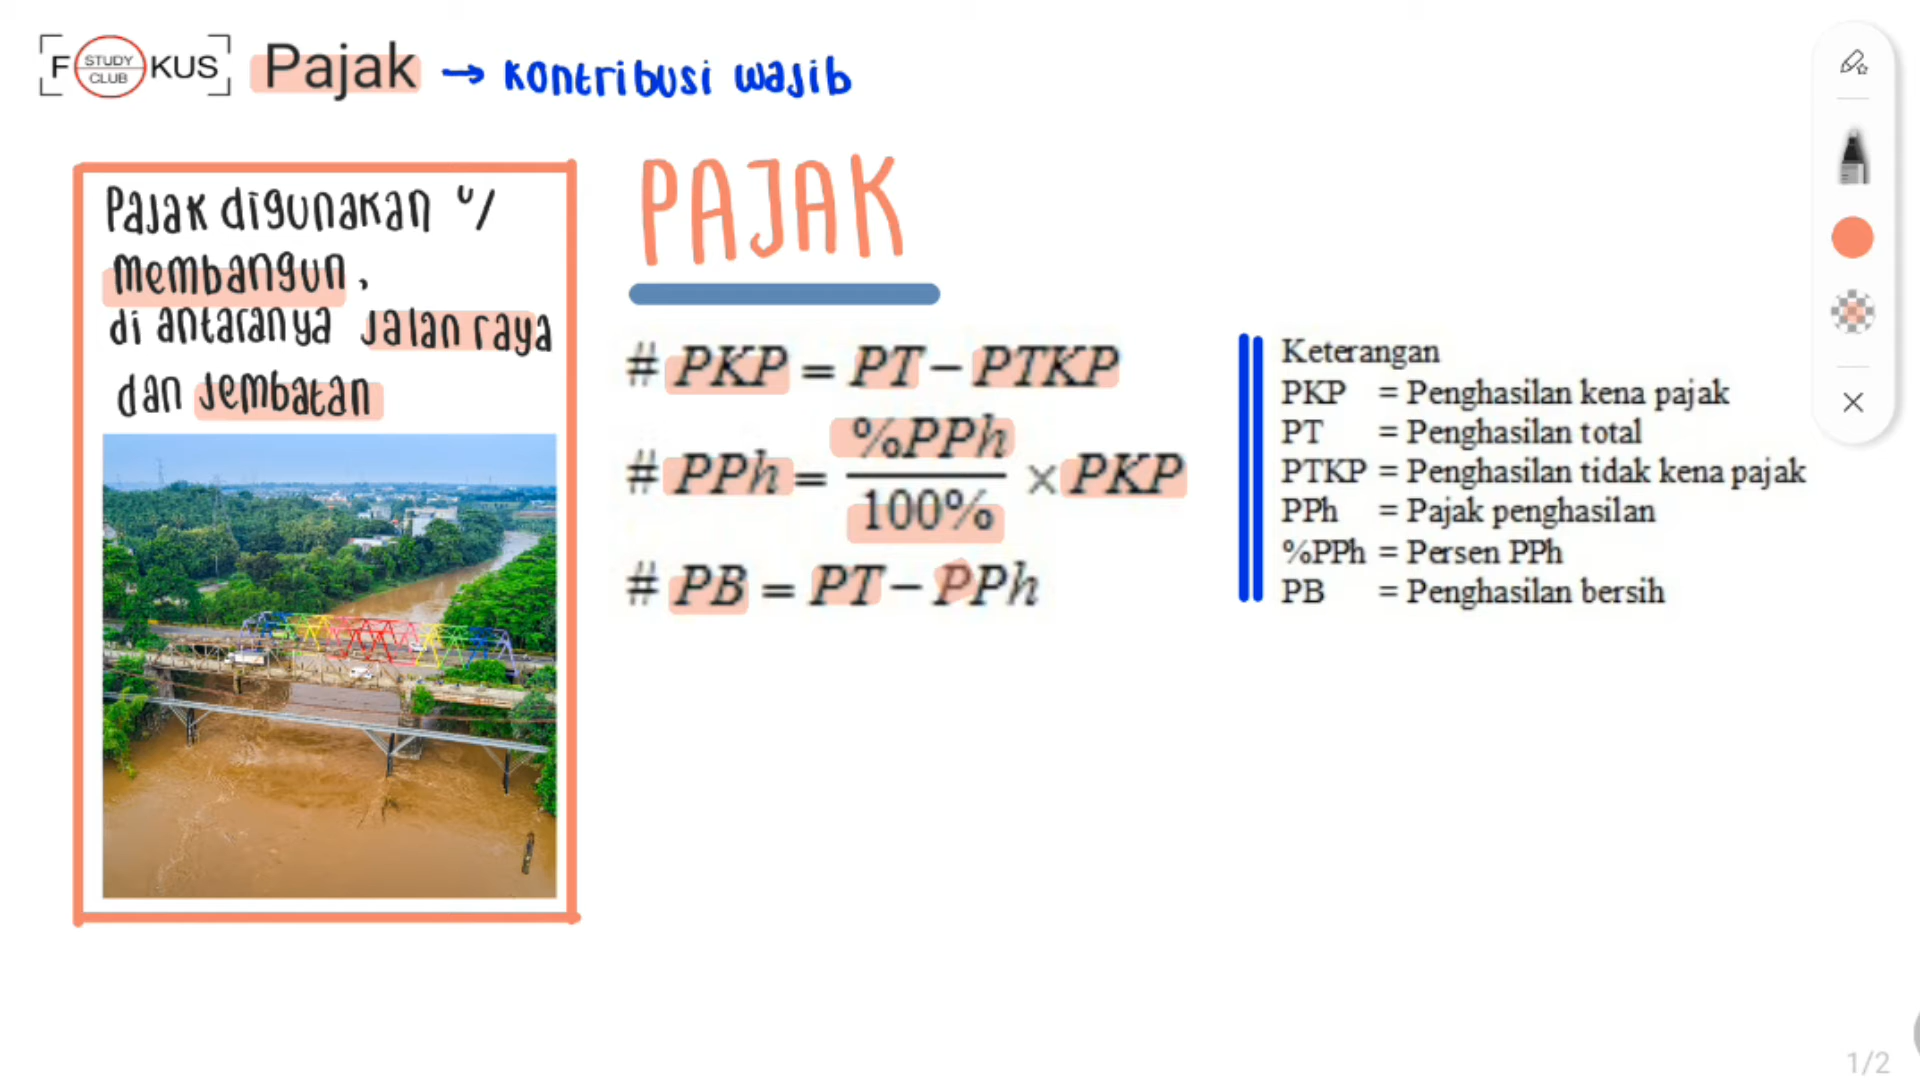 F STUDY CLUB KUS
Pajak → kontribusi wajib
Pajak digunakan u/
membangun,
di antaranya jalan raya
dan jembatan
PAJAK
# PKP = PT − PTKP
# PPh = %PPh / 100% × PKP
# PB = PT − PPh
Keterangan
PKP = Penghasilan kena pajak
PT = Penghasilan total
PTKP = Penghasilan tidak kena pajak
PPh = Pajak penghasilan
%PPh = Persen PPh
PB = Penghasilan bersih
1/2